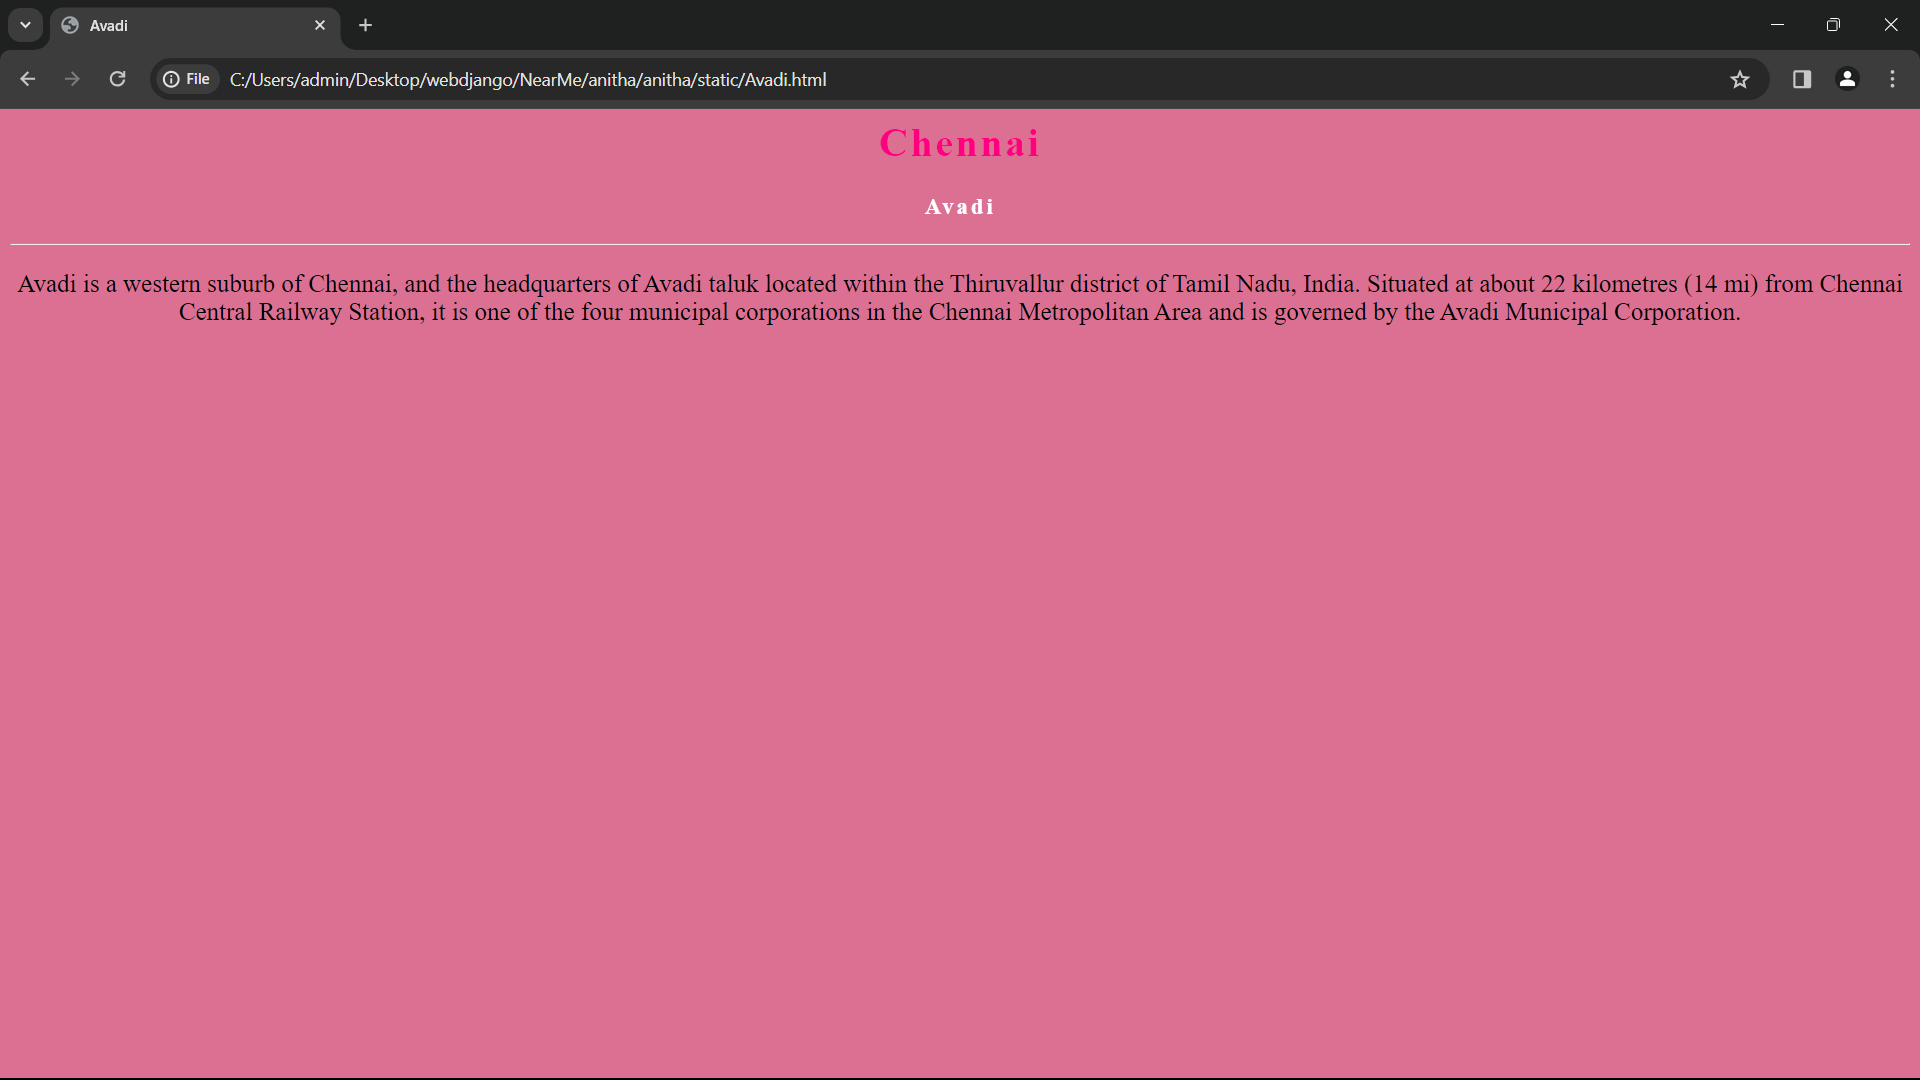 Avadi
File
C:/Users/admin/Desktop/webdjango/NearMe/anitha/anitha/static/Avadi.html
Chennai
Avadi
Avadi is a western suburb of Chennai, and the headquarters of Avadi taluk located within the Thiruvallur district of Tamil Nadu, India. Situated at about 22 kilometres (14 mi) from Chennai
Central Railway Station, it is one of the four municipal corporations in the Chennai Metropolitan Area and is governed by the Avadi Municipal Corporation.